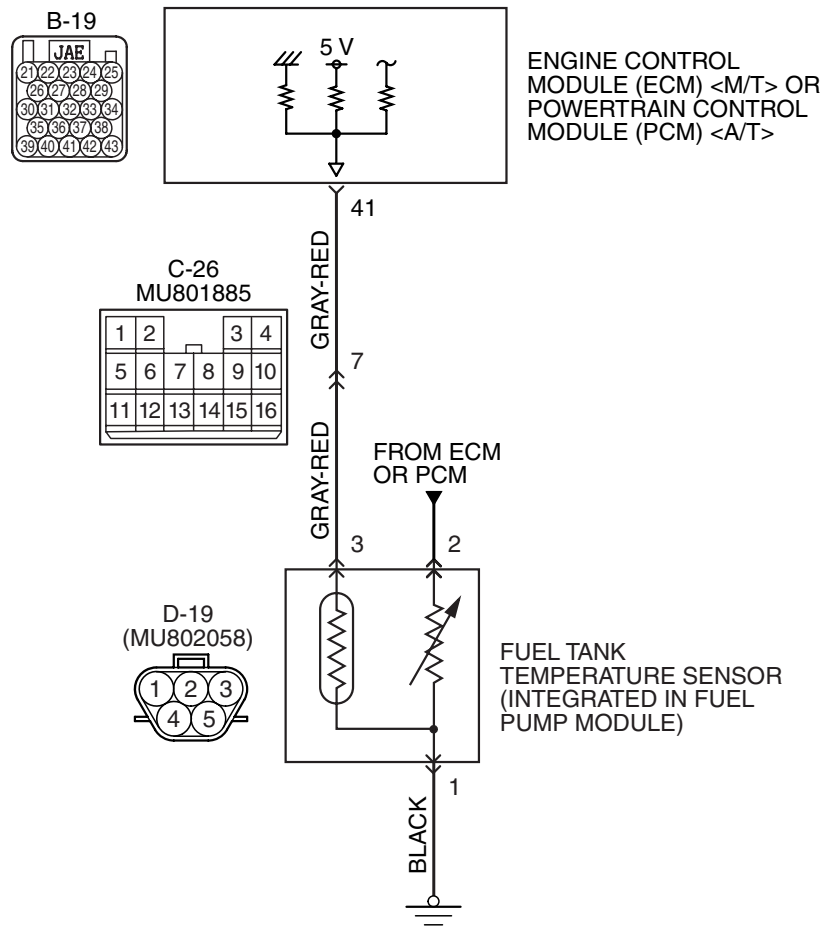 B-19
JAE
21 22 23 24 25
26 27 28 29
30 31 32 33 34
35 36 37 38
39 40 41 42 43
5 V
ENGINE CONTROL
MODULE (ECM) <M/T> OR
POWERTRAIN CONTROL
MODULE (PCM) <A/T>
41
GRAY-RED
C-26
MU801885
1 2 3 4
5 6 7 8 9 10
11 12 13 14 15 16
7
GRAY-RED
FROM ECM
OR PCM
3
2
D-19
(MU802058)
1 2 3
4 5
FUEL TANK
TEMPERATURE SENSOR
(INTEGRATED IN FUEL
PUMP MODULE)
1
BLACK